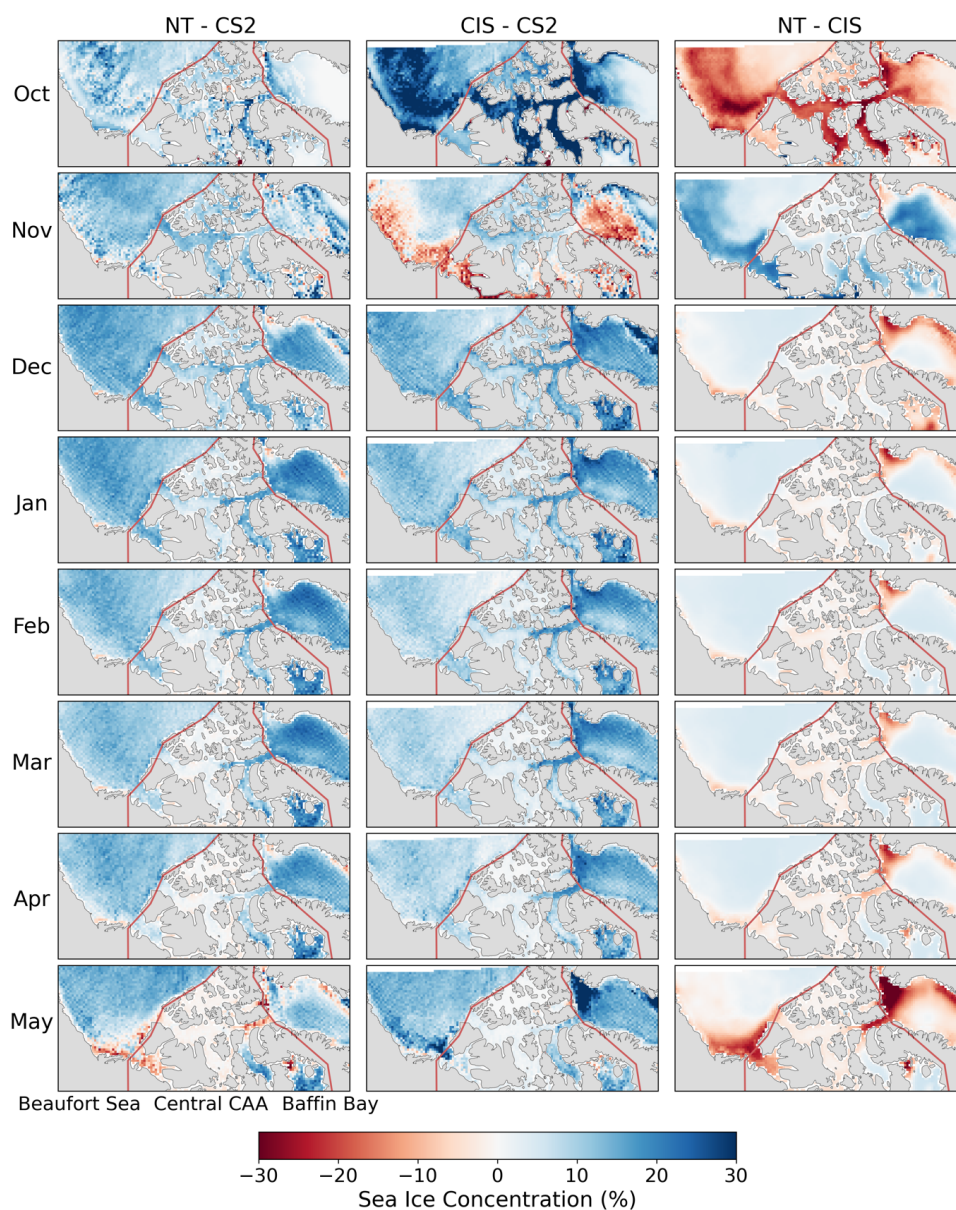 NT - CS2 CIS - CS2 NT - CIS
Oct
Nov
Dec
Jan
Feb
Mar
Apr
May
Beaufort Sea Central CAA Baffin Bay
−30 −20 −10 0 10 20 30
Sea Ice Concentration (%)